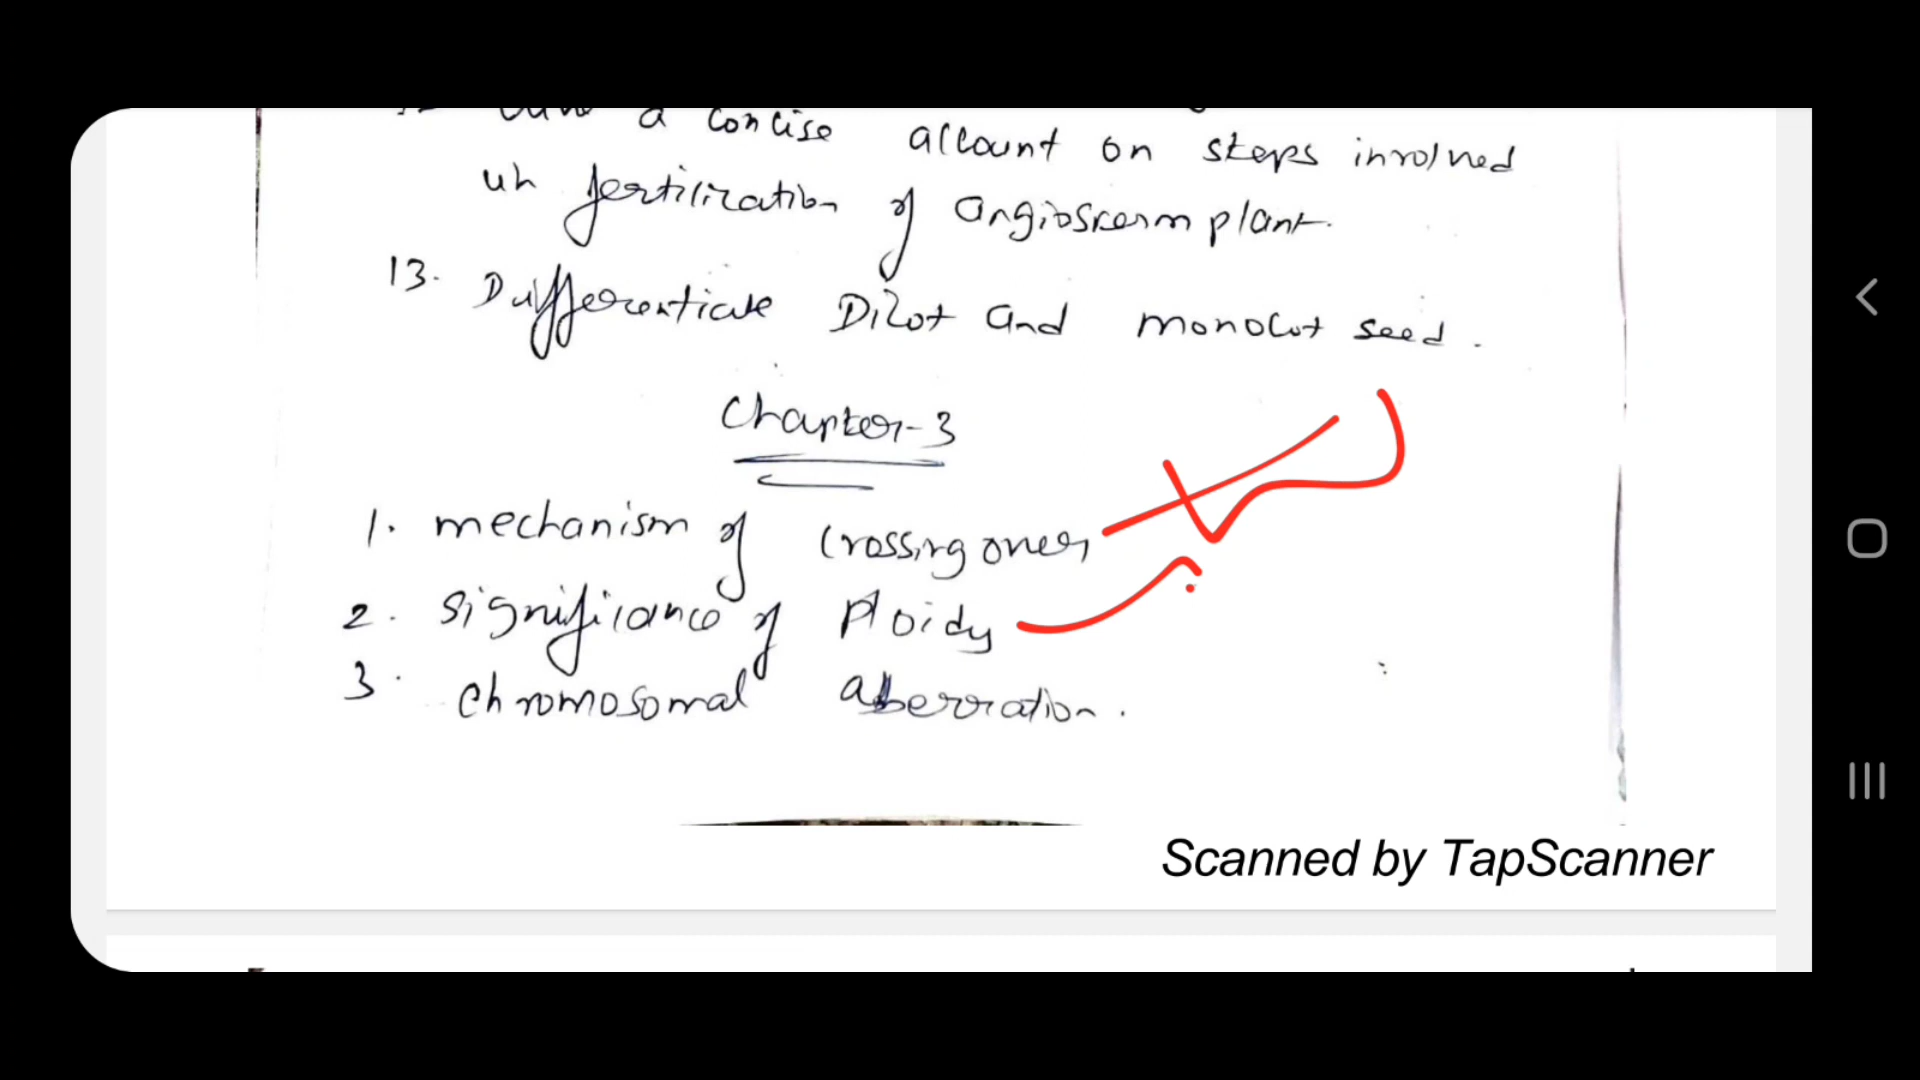 a concise account on steps involved
in fertilization of angiosperm plant.
13. Differentiate Dicot and monocot seed.
Chapter-3
1. mechanism of crossing over
2. significance of Ploidy
3. chromosomal aberration.
Scanned by TapScanner